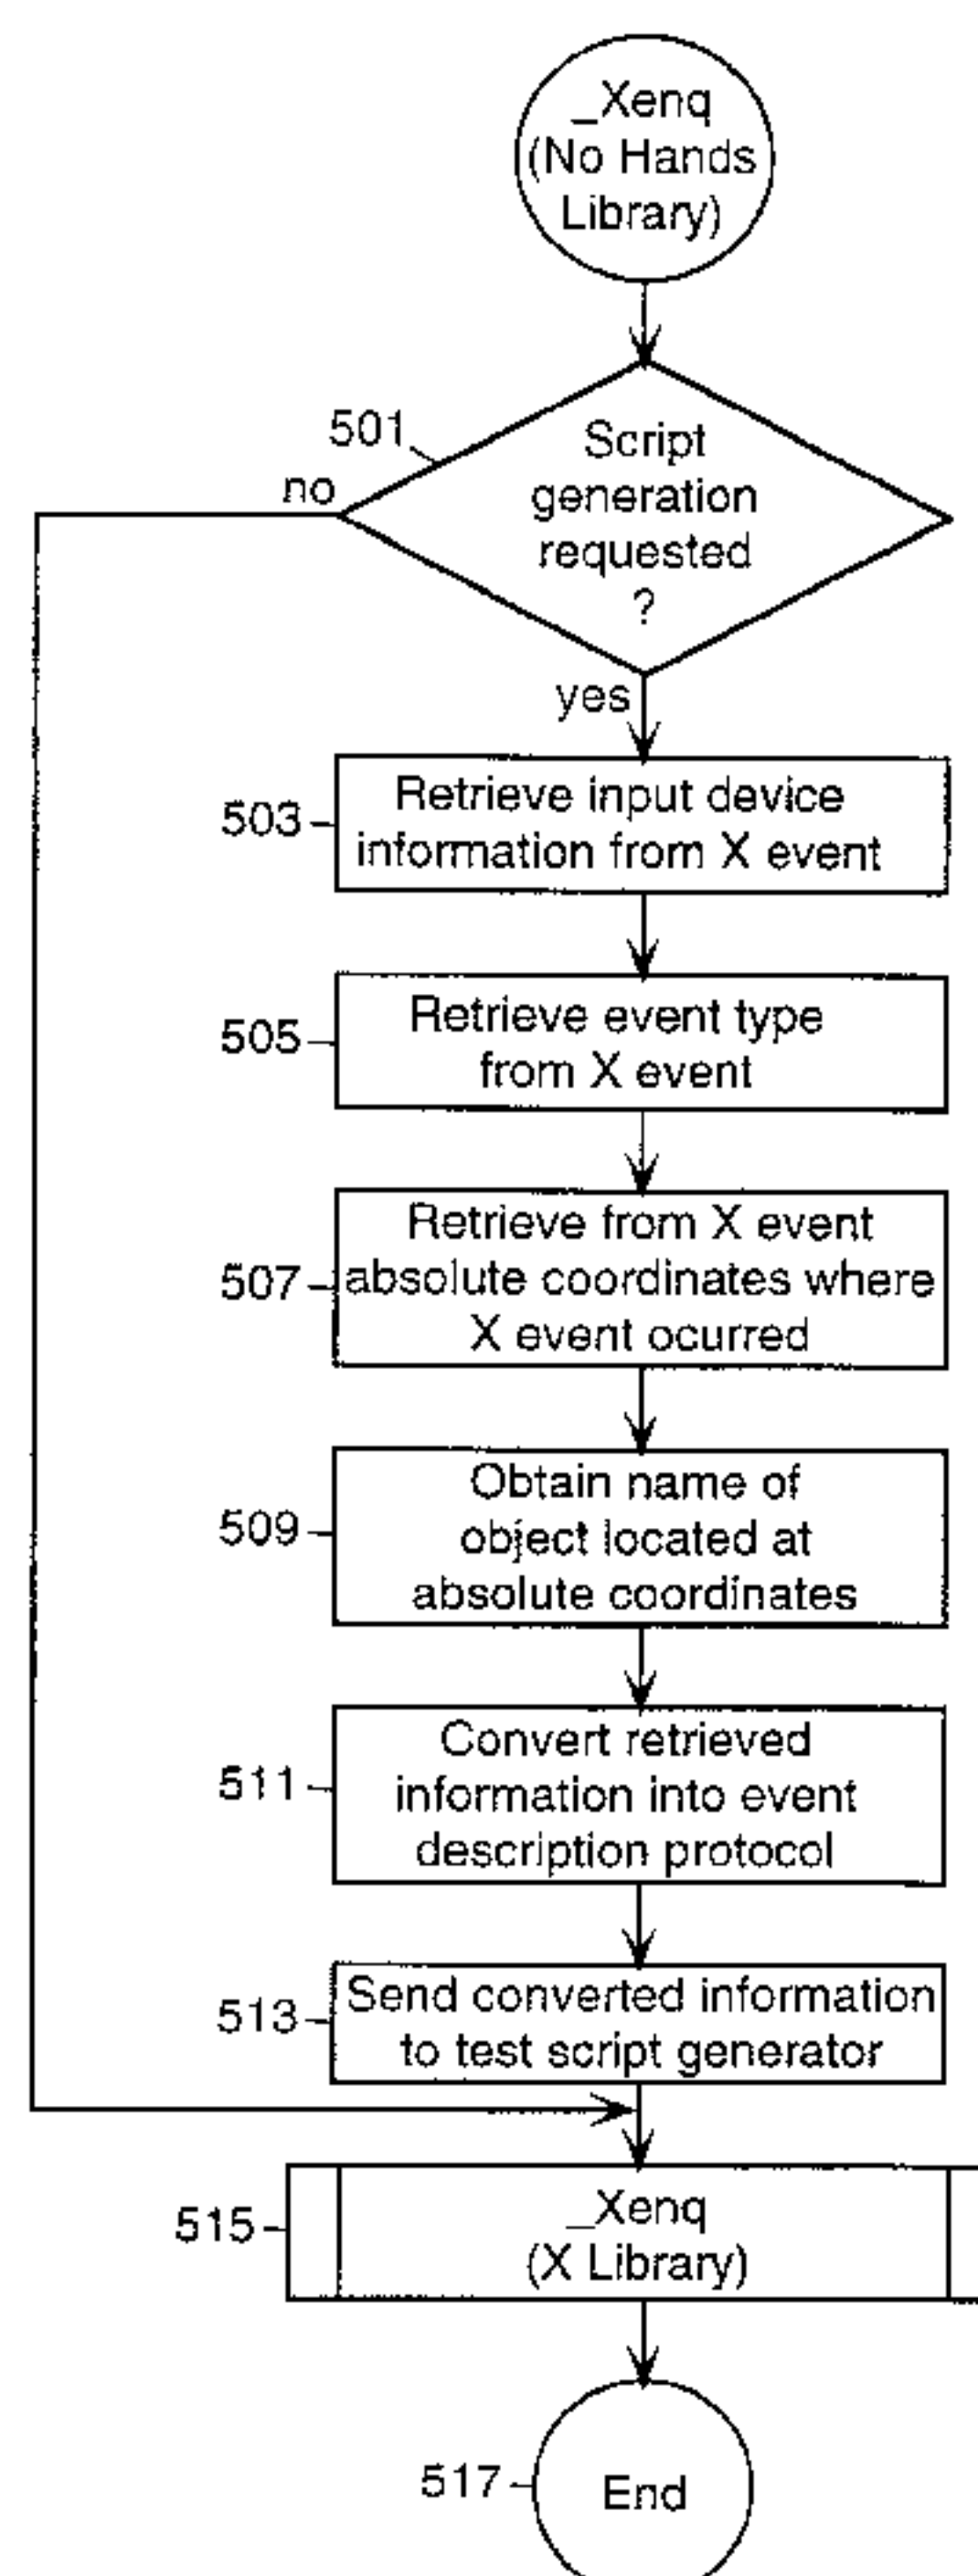 _Xenq
(No Hands
Library)
501
Script
generation
requested
?
no
yes
503
Retrieve input device
information from X event
505
Retrieve event type
from X event
507
Retrieve from X event
absolute coordinates where
X event ocurred
509
Obtain name of
object located at
absolute coordinates
511
Convert retrieved
information into event
description protocol
513
Send converted information
to test script generator
515
_Xenq
(X Library)
517
End